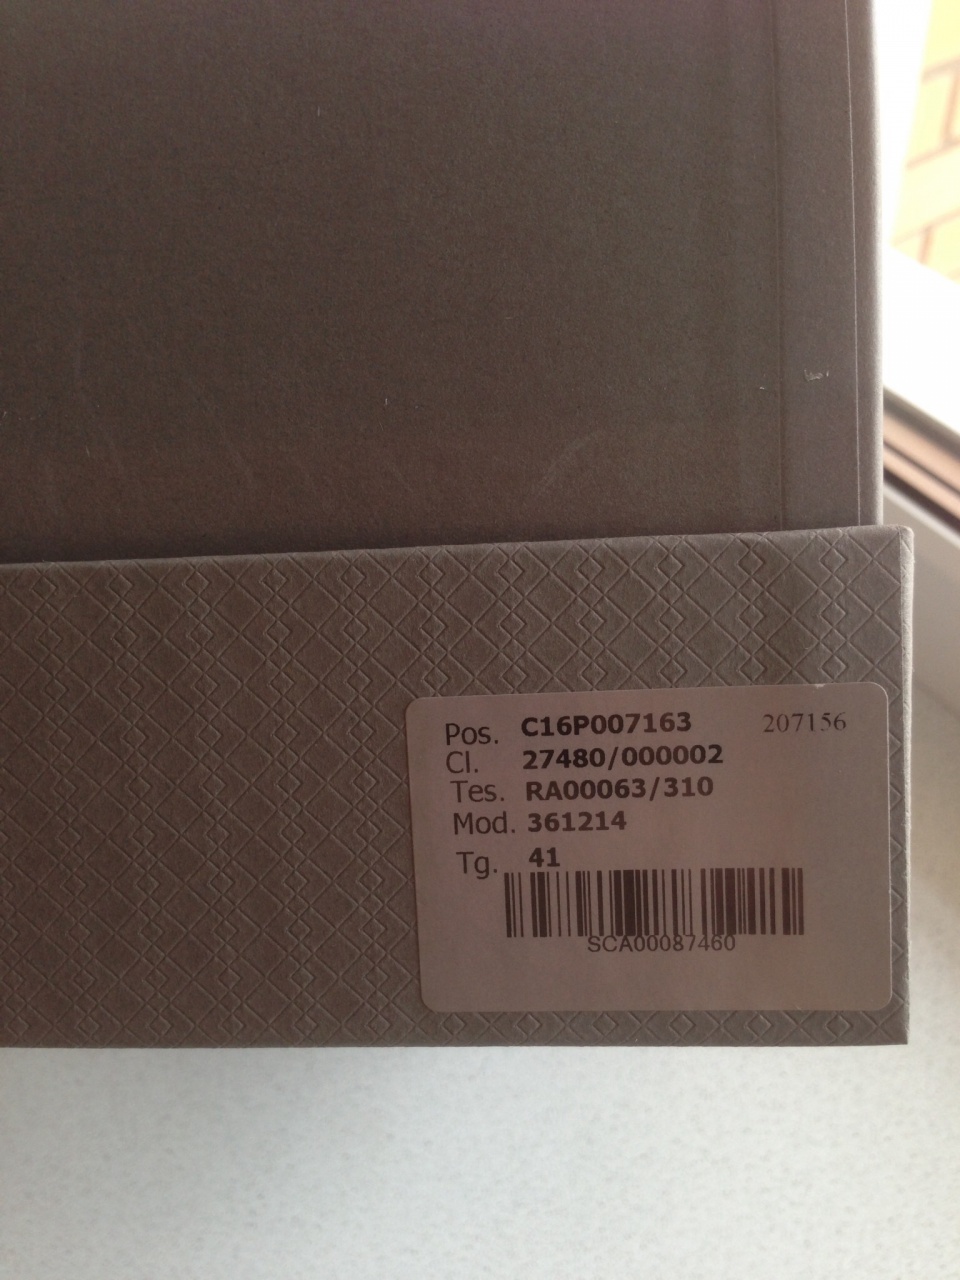 Pos. C16P007163 207156
Cl. 27480/000002
Tes. RA00063/310
Mod. 361214
Tg. 41
SCA00087460